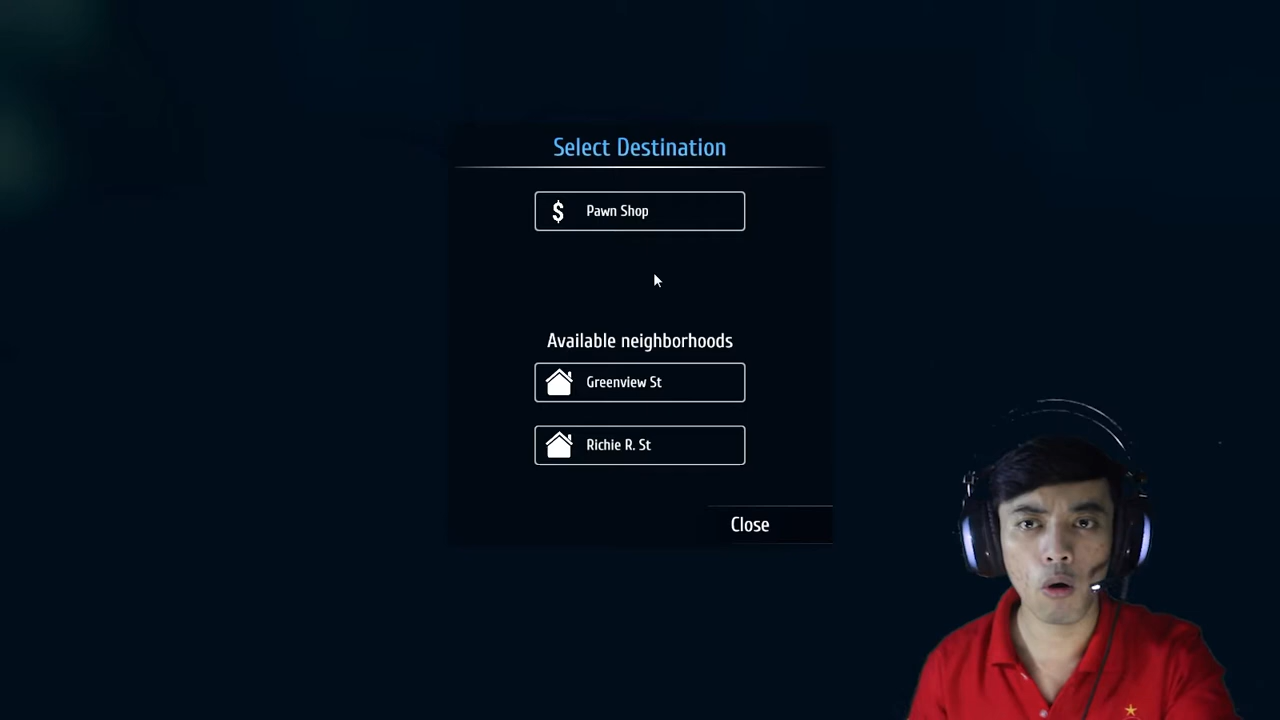 Select Destination
$ Pawn Shop
Available neighborhoods
Greenview St
Richie R. St
Close